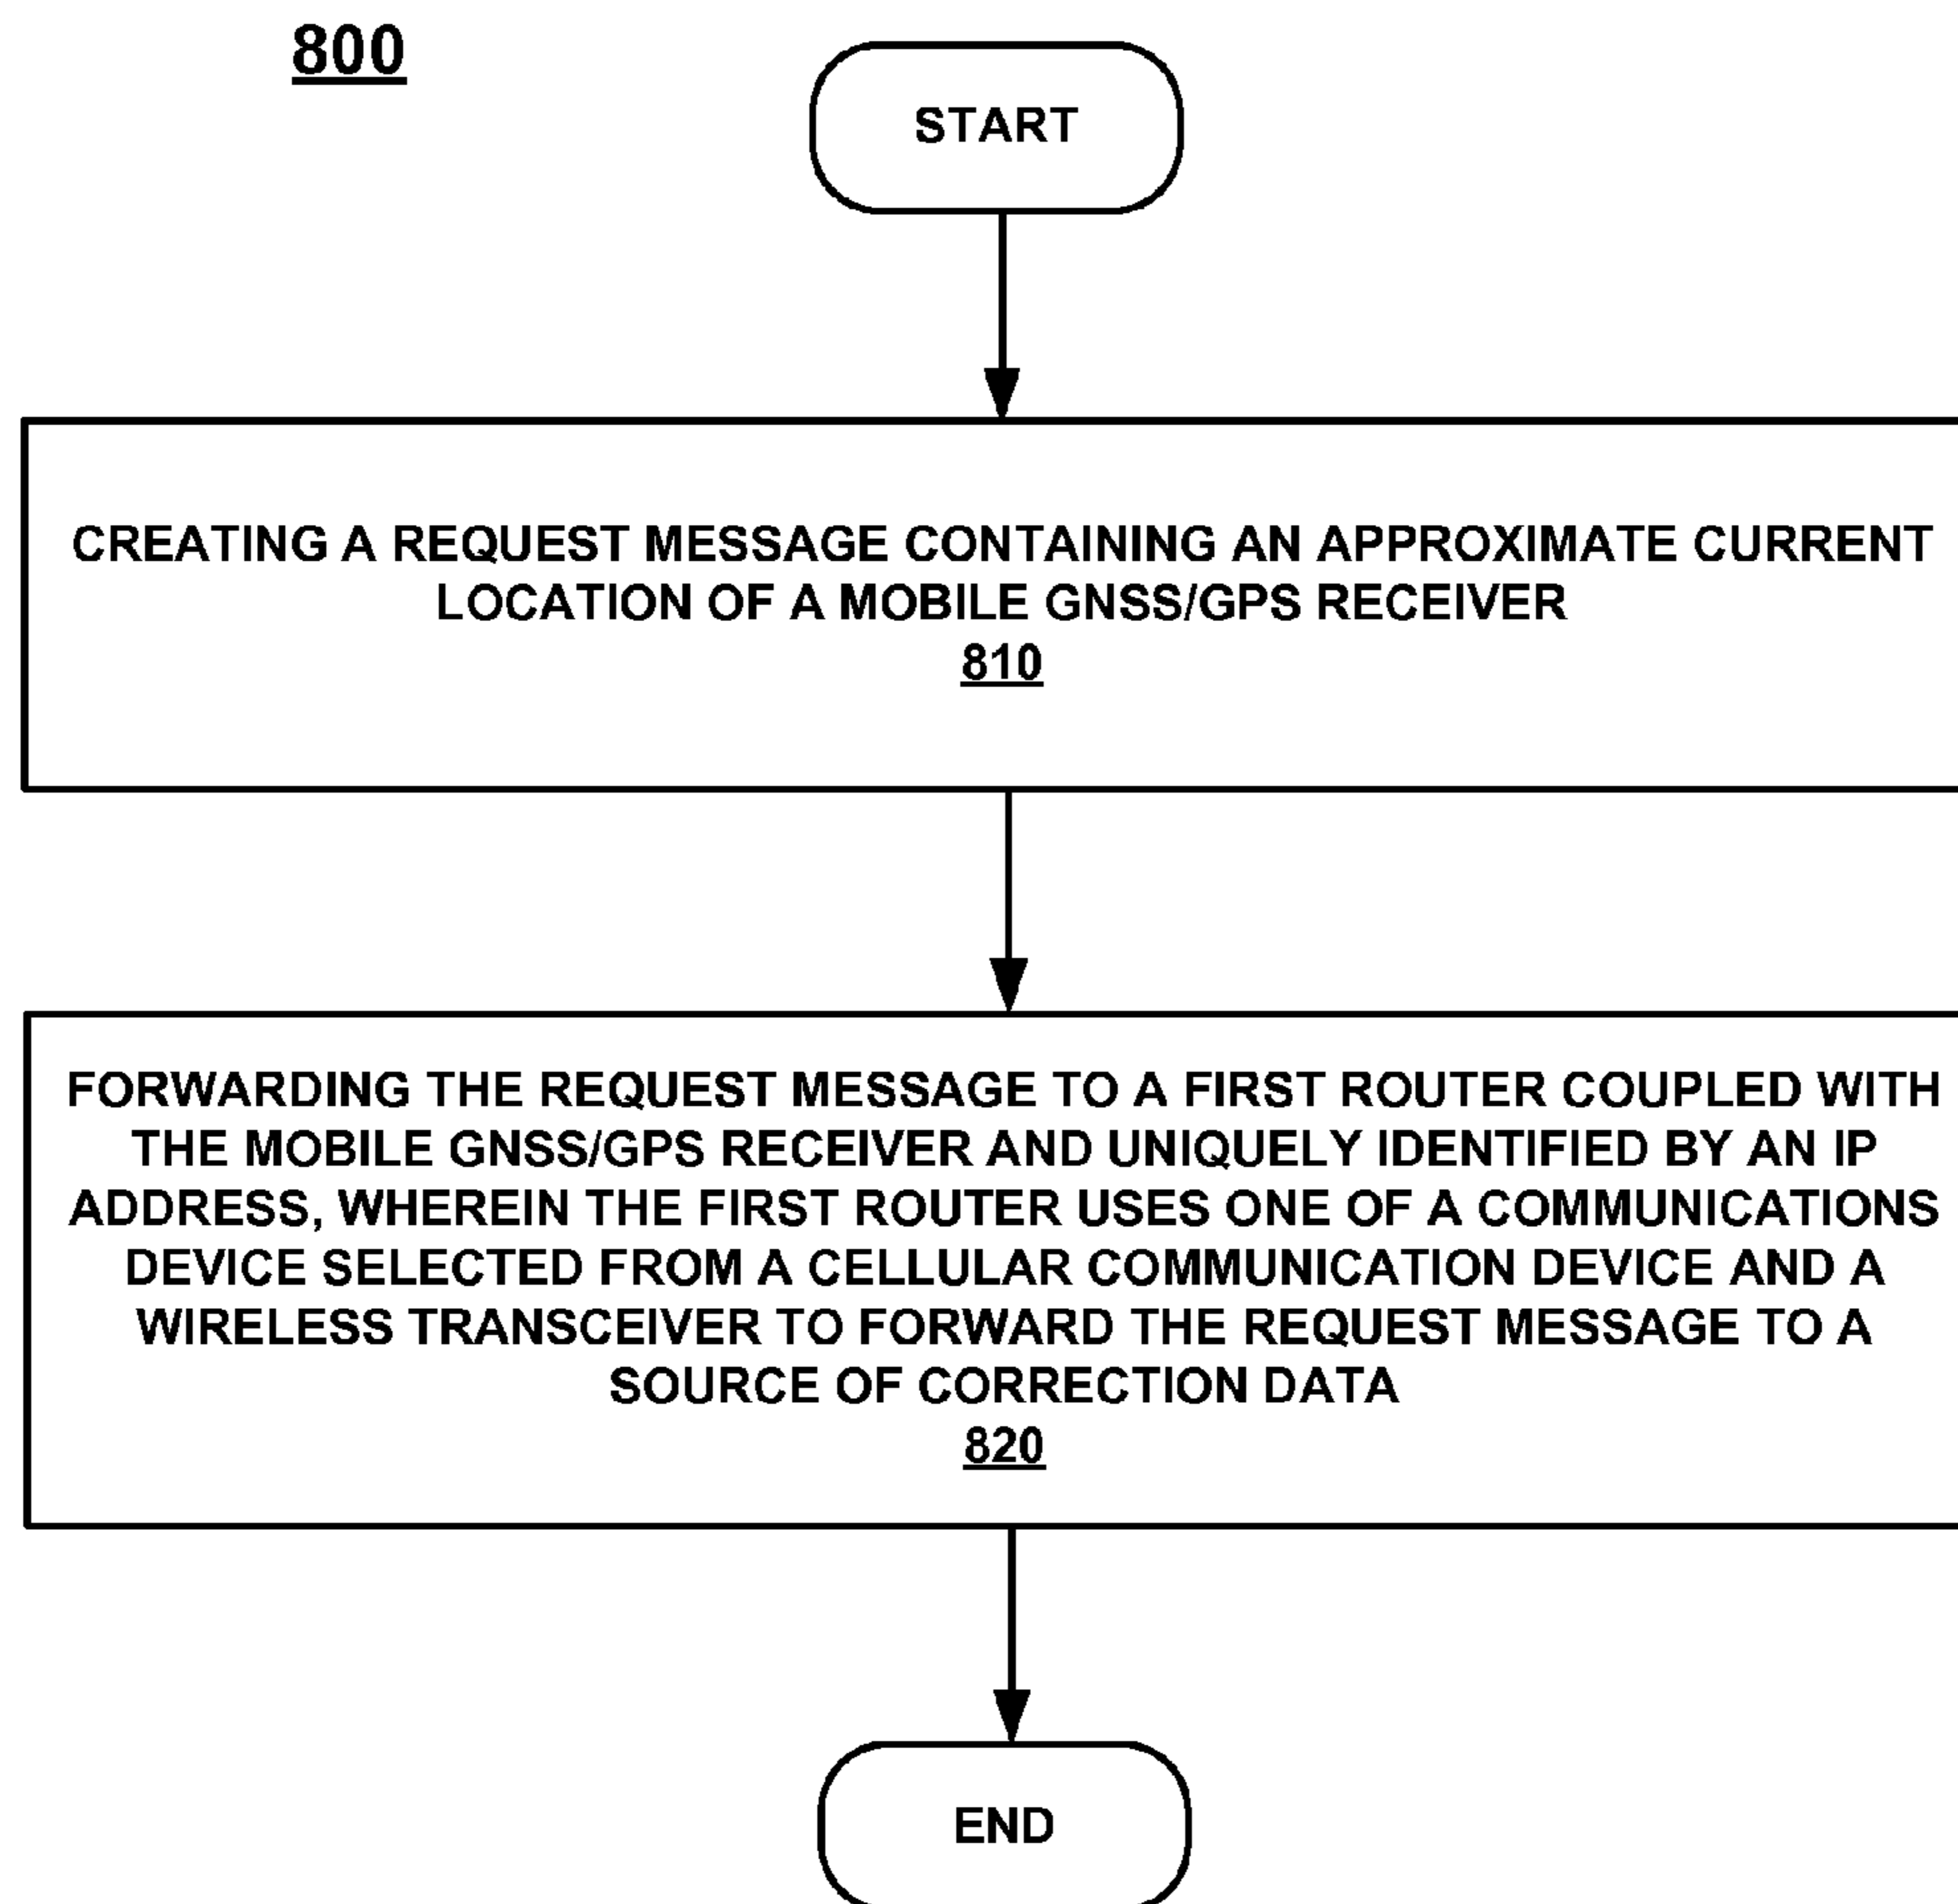 800
START
CREATING A REQUEST MESSAGE CONTAINING AN APPROXIMATE CURRENT
LOCATION OF A MOBILE GNSS/GPS RECEIVER
810
FORWARDING THE REQUEST MESSAGE TO A FIRST ROUTER COUPLED WITH
THE MOBILE GNSS/GPS RECEIVER AND UNIQUELY IDENTIFIED BY AN IP
ADDRESS, WHEREIN THE FIRST ROUTER USES ONE OF A COMMUNICATIONS
DEVICE SELECTED FROM A CELLULAR COMMUNICATION DEVICE AND A
WIRELESS TRANSCEIVER TO FORWARD THE REQUEST MESSAGE TO A
SOURCE OF CORRECTION DATA
820
END